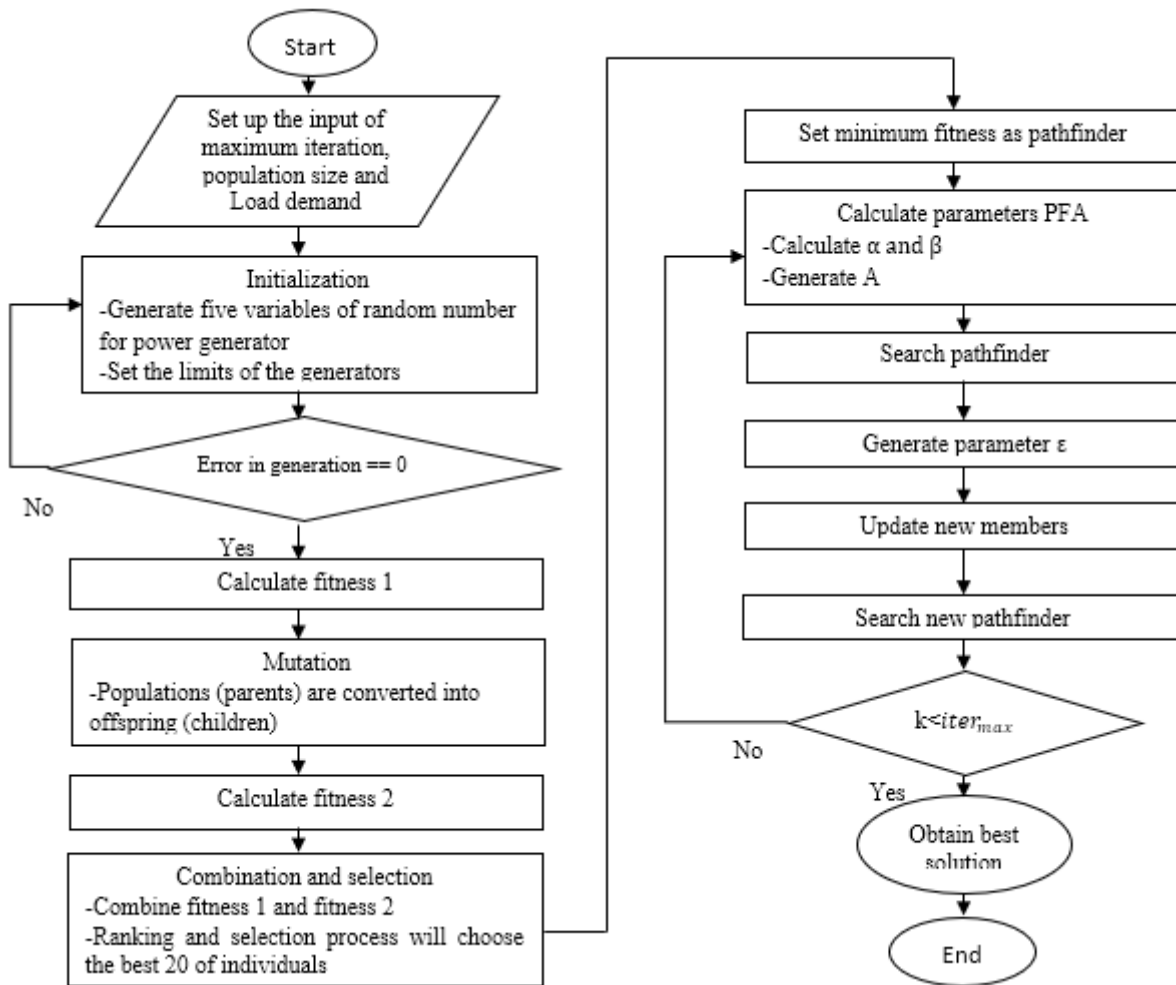 Start
Set up the input of
maximum iteration,
population size and
Load demand
Initialization
-Generate five variables of random number
for power generator
-Set the limits of the generators
Error in generation == 0
No
Yes
Calculate fitness 1
Mutation
-Populations (parents) are converted into
offspring (children)
Calculate fitness 2
Combination and selection
-Combine fitness 1 and fitness 2
-Ranking and selection process will choose
the best 20 of individuals
Set minimum fitness as pathfinder
Calculate parameters PFA
-Calculate α and β
-Generate A
Search pathfinder
Generate parameter ε
Update new members
Search new pathfinder
k<iter_max
No
Yes
Obtain best
solution
End